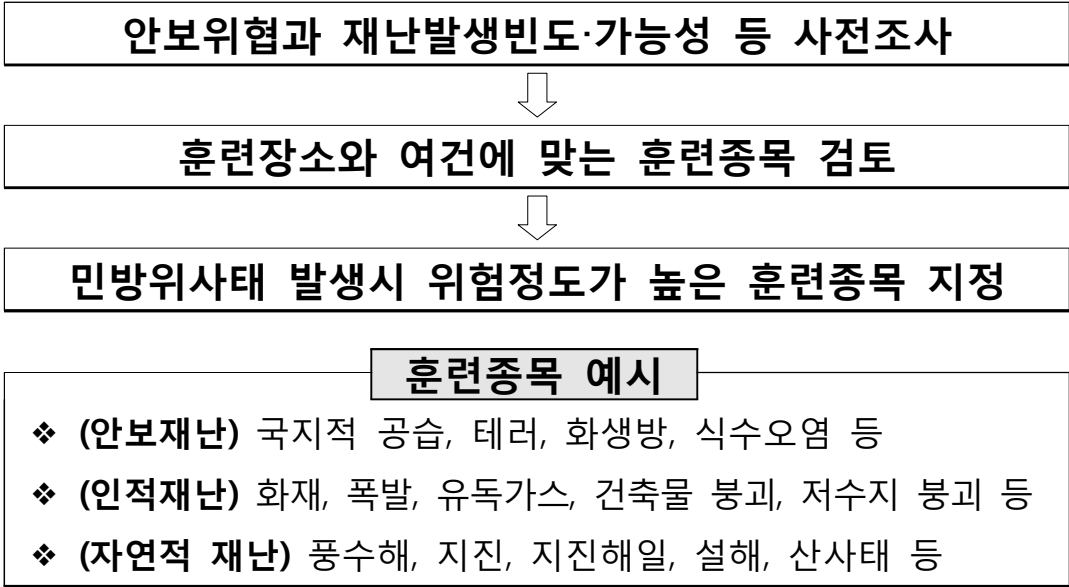 안보위협과 재난발생빈도·가능성 등 사전조사
훈련장소와 여건에 맞는 훈련종목 검토
민방위사태 발생시 위험정도가 높은 훈련종목 지정
훈련종목 예시
❖ (안보재난) 국지적 공습, 테러, 화생방, 식수오염 등
❖ (인적재난) 화재, 폭발, 유독가스, 건축물 붕괴, 저수지 붕괴 등
❖ (자연적 재난) 풍수해, 지진, 지진해일, 설해, 산사태 등